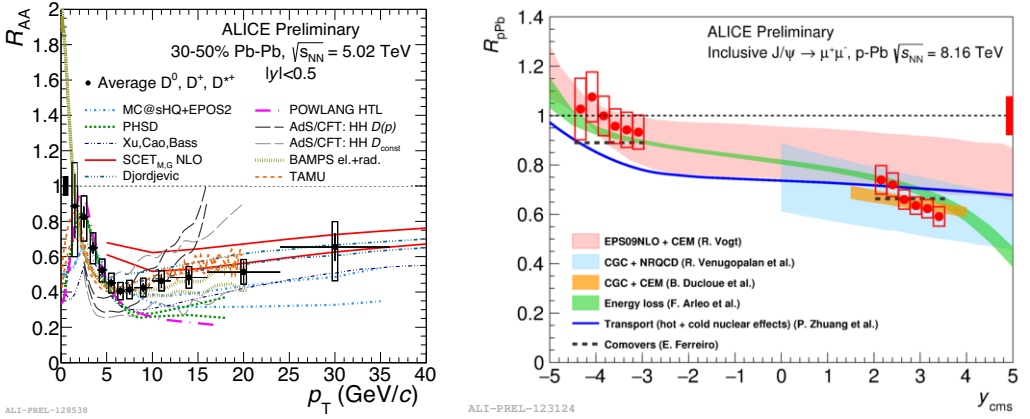 R_AA
2
1.8
1.6
1.4
1.2
1
0.8
0.6
0.4
0.2
0
ALICE Preliminary
30-50% Pb-Pb, √s_NN = 5.02 TeV
|y|<0.5
Average D⁰, D⁺, D*⁺
MC@sHQ+EPOS2
PHSD
Xu,Cao,Bass
SCET_M,G NLO
Djordjevic
POWLANG HTL
AdS/CFT: HH D(p)
AdS/CFT: HH D_const
BAMPS el.+rad.
TAMU
0 5 10 15 20 25 30 35 40
p_T (GeV/c)
ALI-PREL-128538
R_pPb
1.4
1.2
1
0.8
0.6
0.4
0.2
0
ALICE Preliminary
Inclusive J/ψ → μ⁺μ⁻, p-Pb √s_NN = 8.16 TeV
EPS09NLO + CEM (R. Vogt)
CGC + NRQCD (R. Venugopalan et al.)
CGC + CEM (B. Ducloue et al.)
Energy loss (F. Arleo et al.)
Transport (hot + cold nuclear effects) (P. Zhuang et al.)
Comovers (E. Ferreiro)
−5 −4 −3 −2 −1 0 1 2 3 4 5
y_cms
ALI-PREL-123124